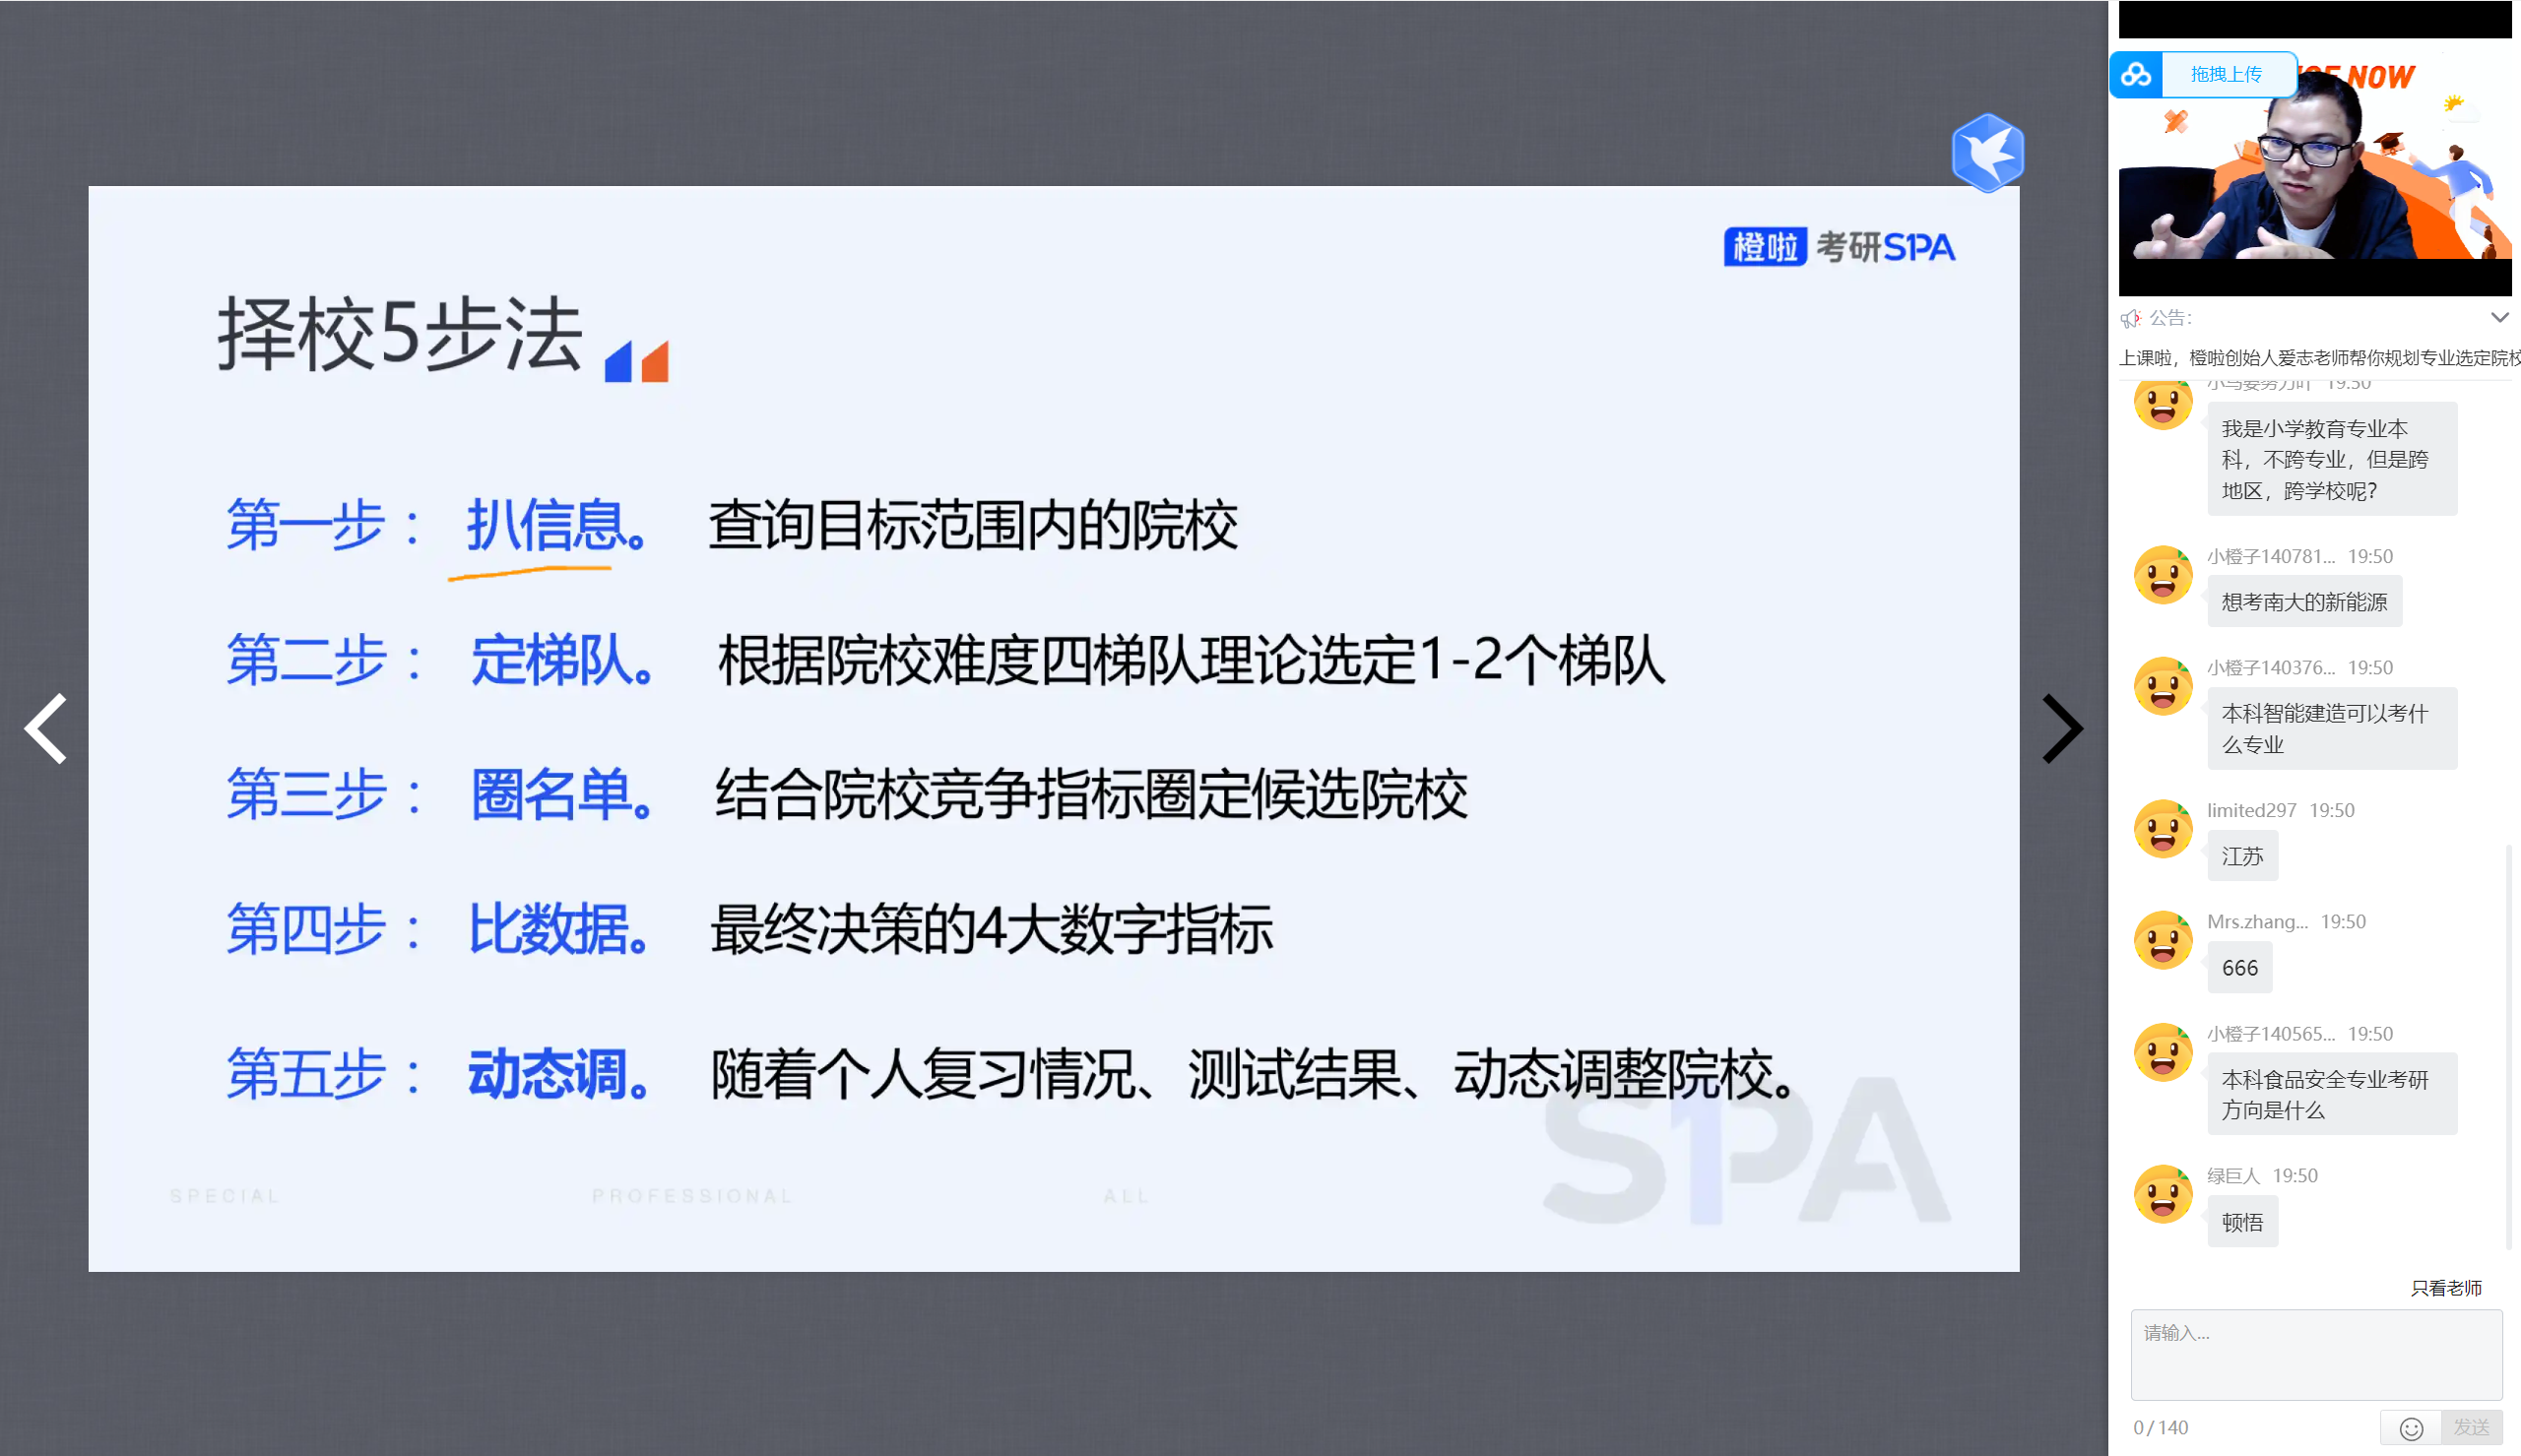 橙啦 考研S1PA
择校5步法
第一步： 扒信息。 查询目标范围内的院校
第二步： 定梯队。 根据院校难度四梯队理论选定1-2个梯队
第三步： 圈名单。 结合院校竞争指标圈定候选院校
第四步： 比数据。 最终决策的4大数字指标
第五步： 动态调。 随着个人复习情况、测试结果、动态调整院校。
S1PA
SPECIAL PROFESSIONAL ALL
拖拽上传
NOW
公告：
上课啦，橙啦创始人爱志老师帮你规划专业选定院校
19:50
我是小学教育专业本
科，不跨专业，但是跨
地区，跨学校呢？
小橙子140781... 19:50
想考南大的新能源
小橙子140376... 19:50
本科智能建造可以考什
么专业
limited297 19:50
江苏
Mrs.zhang... 19:50
666
小橙子140565... 19:50
本科食品安全专业考研
方向是什么
绿巨人 19:50
顿悟
只看老师
请输入...
0/140
发送